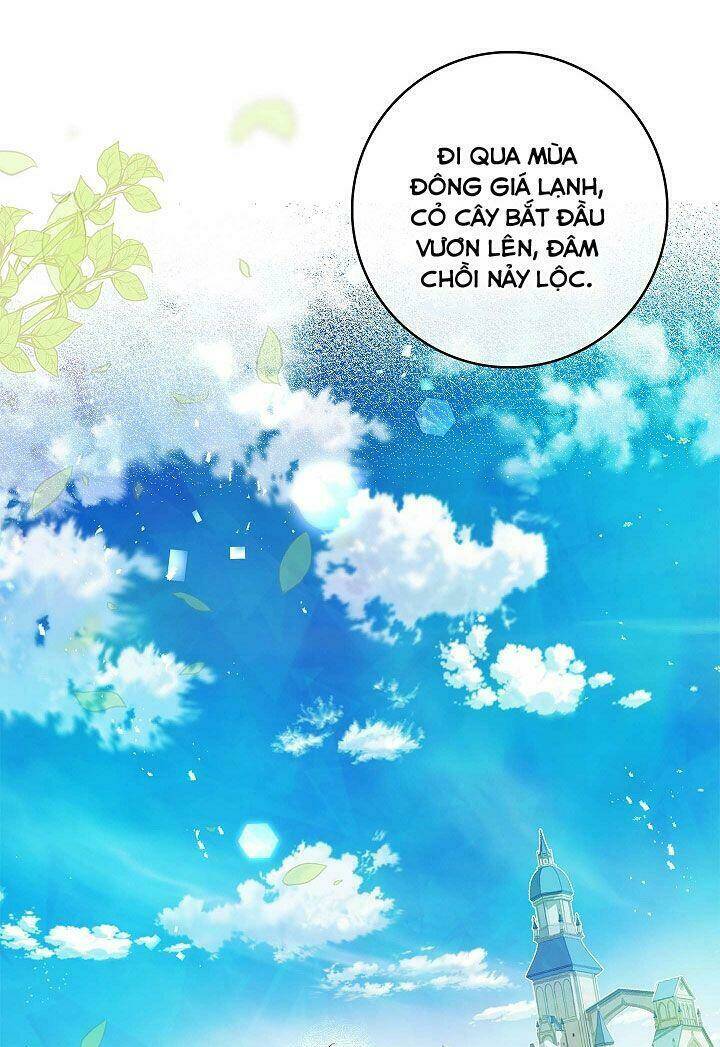 ĐI QUA MÙA
ĐÔNG GIÁ LẠNH,
CỎ CÂY BẮT ĐẦU
VƯƠN LÊN, ĐÂM
CHỒI NẢY LỘC.